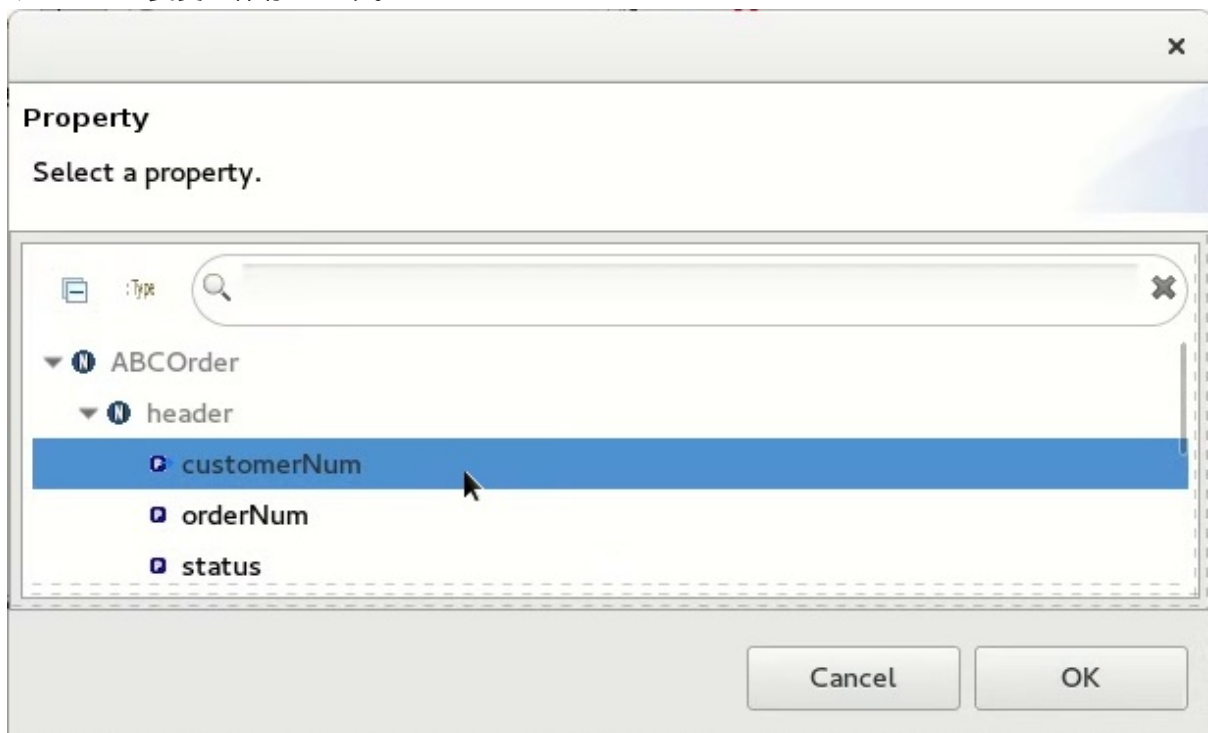 Property
Select a property.
:Type
ABCOrder
header
customerNum
orderNum
status
Cancel
OK